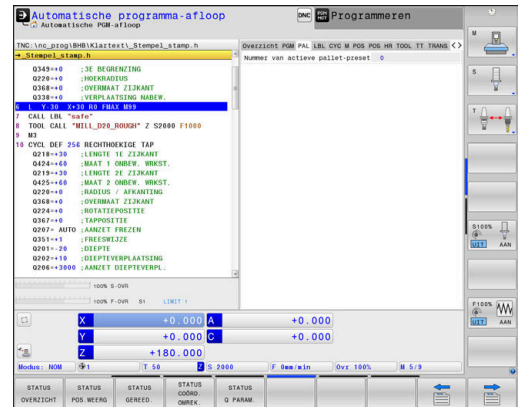 Automatische programma-afloop
Automatische PGM-afloop
DNC
Programmeren
TNC:\nc_prog\BHB\Klartext\_Stempel_stamp.h
→_Stempel_stamp.h
Q349=+0 ;3E BEGRENZING
Q220=+0 ;HOEKRADIUS
Q368=+0 ;OVERMAAT ZIJKANT
Q338=+0 ;VERPLAATSING NABEW.
6 L Y-30 X+30 R0 FMAX M99
7 CALL LBL "safe"
8 TOOL CALL "MILL_D20_ROUGH" Z S2000 F1000
9 M3
10 CYCL DEF 256 RECHTHOEKIGE TAP
Q218=+30 ;LENGTE 1E ZIJKANT
Q424=+60 ;MAAT 1 ONBEW. WRKST.
Q219=+30 ;LENGTE 2E ZIJKANT
Q425=+60 ;MAAT 2 ONBEW. WRKST.
Q220=+0 ;RADIUS / AFKANTING
Q368=+0 ;OVERMAAT ZIJKANT
Q224=+0 ;ROTATIEPOSITIE
Q367=+0 ;TAPPOSITIE
Q207= AUTO ;AANZET FREZEN
Q351=+1 ;FREESWIJZE
Q201=-20 ;DIEPTE
Q202=+10 ;DIEPTEVERPLAATSING
Q206=+3000 ;AANZET DIEPTEVERPL.
Overzicht PGM PAL LBL CYC M POS POS HR TOOL TT TRANS
Nummer van actieve pallet-preset 0
100% S-OVR
100% F-OVR S1 LIMIT 1
X +0.000 A +0.000
Y +0.000 C +0.000
Z +180.000
Modus: NOM 1 T 50 Z S 2000 F 0mm/min Ovr 100% M 5/9
STATUS OVERZICHT
STATUS POS.WEERG
STATUS GEREED.
STATUS COÖRD. OMREK.
STATUS Q PARAM.
M
S
T
S100%
UIT AAN
F100%
UIT AAN